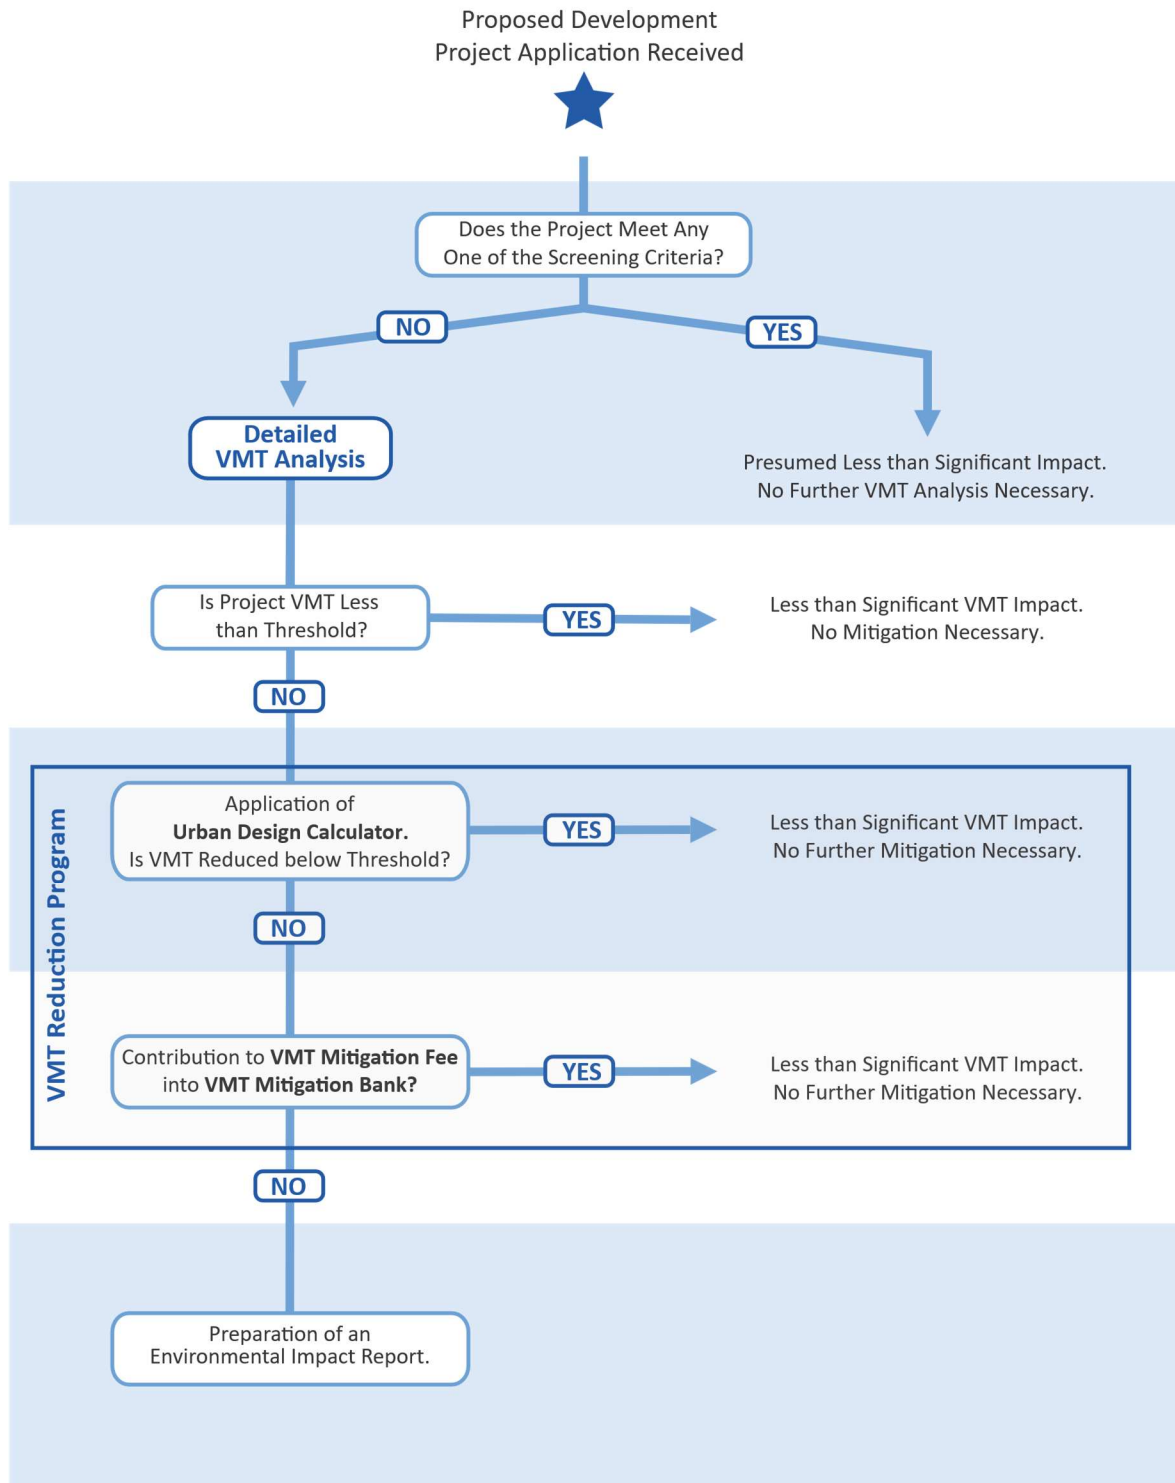 Proposed Development
Project Application Received
Does the Project Meet Any
One of the Screening Criteria?
NO
YES
Detailed
VMT Analysis
Presumed Less than Significant Impact.
No Further VMT Analysis Necessary.
Is Project VMT Less
than Threshold?
YES
Less than Significant VMT Impact.
No Mitigation Necessary.
NO
VMT Reduction Program
Application of
Urban Design Calculator.
Is VMT Reduced below Threshold?
YES
Less than Significant VMT Impact.
No Further Mitigation Necessary.
NO
Contribution to VMT Mitigation Fee
into VMT Mitigation Bank?
YES
Less than Significant VMT Impact.
No Further Mitigation Necessary.
NO
Preparation of an
Environmental Impact Report.